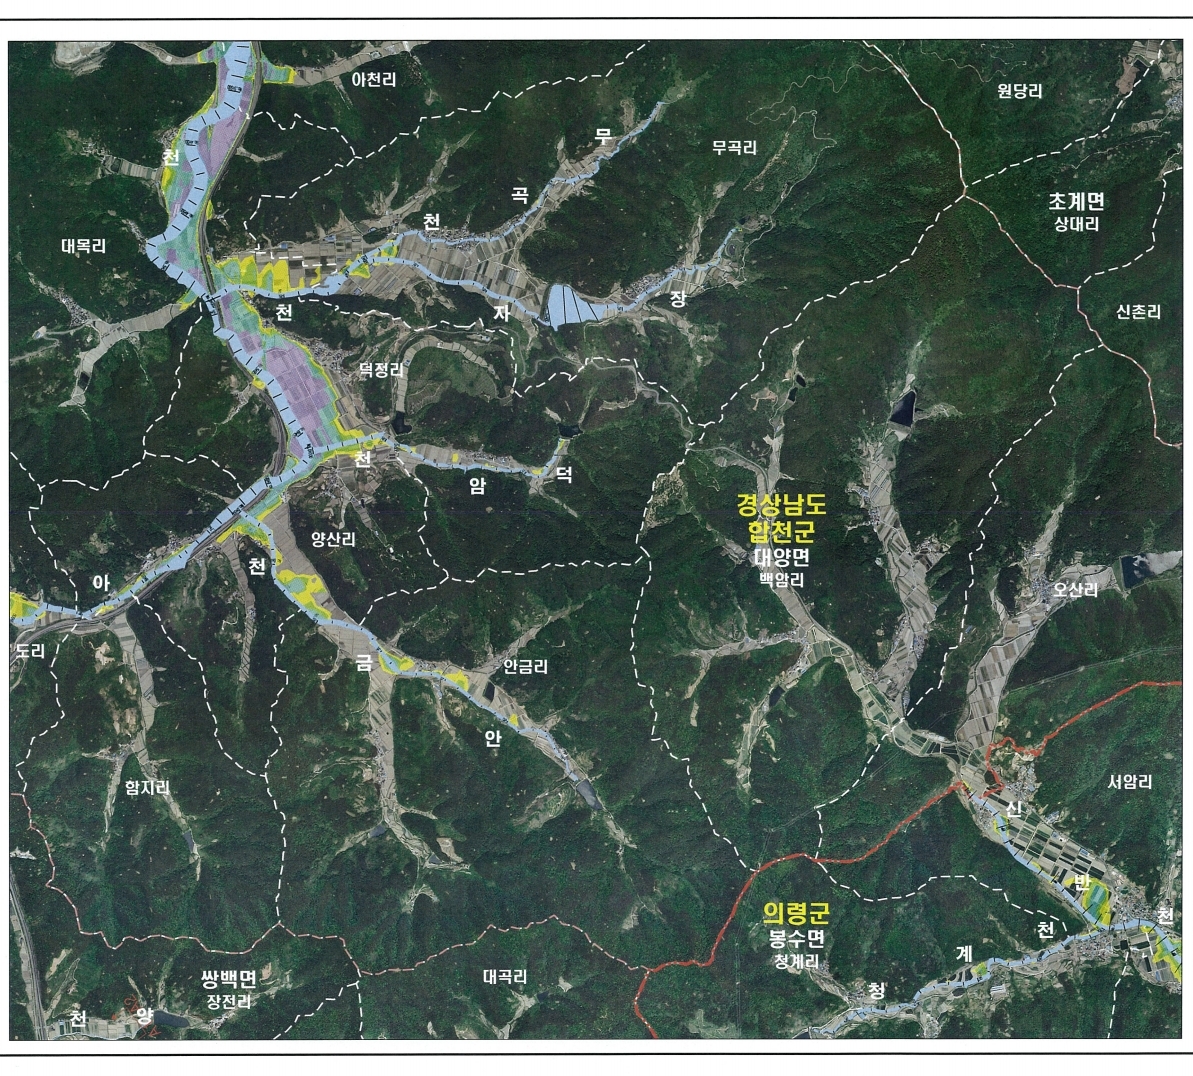 아천리
원당리
천
무
무곡리
곡
초계면
상대리
천
대목리
장
천
자
신촌리
덕정리
천
암
덕
경상남도
합천군
대양면
백암리
양산리
천
아
오산리
도리
금
안금리
안
함지리
서암리
신
반
의령군
봉수면
청계리
천
천
계
쌍백면
장전리
대곡리
청
천
양